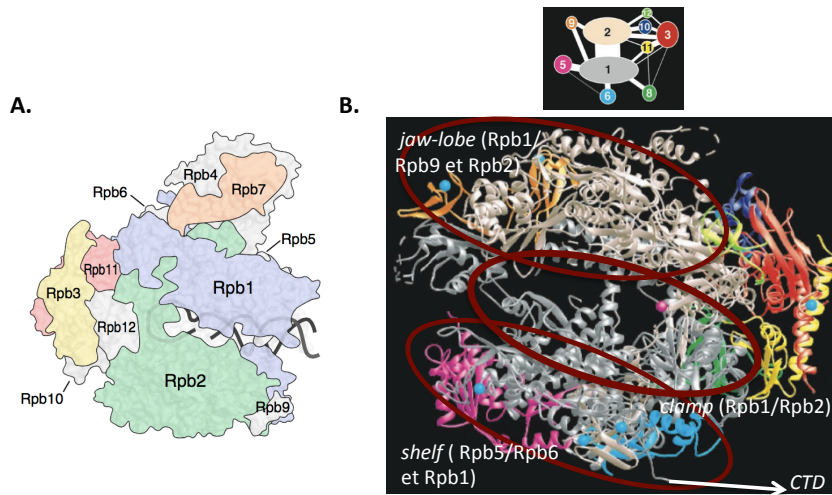 A.
Rpb4
Rpb7
Rpb6
Rpb5
Rpb11
Rpb1
Rpb3
Rpb12
Rpb2
Rpb10
Rpb9
B.
9
2
12
10
3
11
1
5
6
8
jaw-lobe (Rpb1/
Rpb9 et Rpb2)
clamp (Rpb1/Rpb2)
shelf ( Rpb5/Rpb6
et Rpb1)
CTD